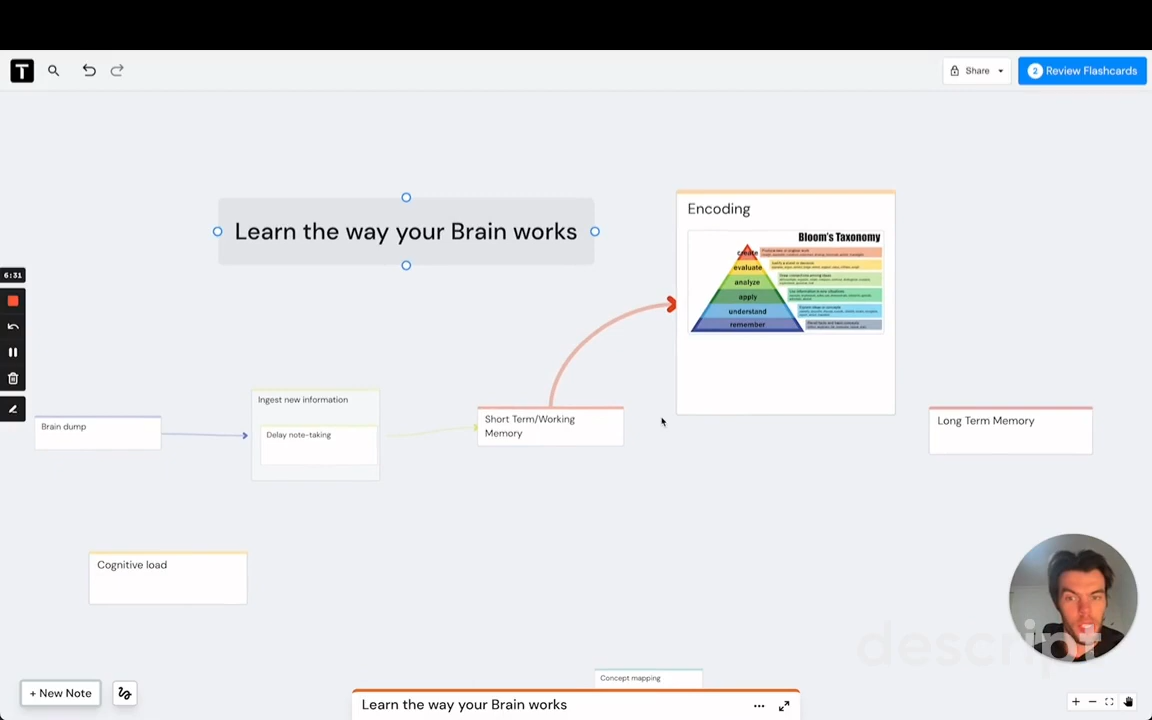 T
Share
2 Review Flashcards
Learn the way your Brain works
Encoding
Bloom's Taxonomy
create
evaluate
analyze
apply
understand
remember
6:31
Ingest new information
Delay note-taking
Brain dump
Short Term/Working
Memory
Long Term Memory
Cognitive load
descript
Concept mapping
+ New Note
Learn the way your Brain works